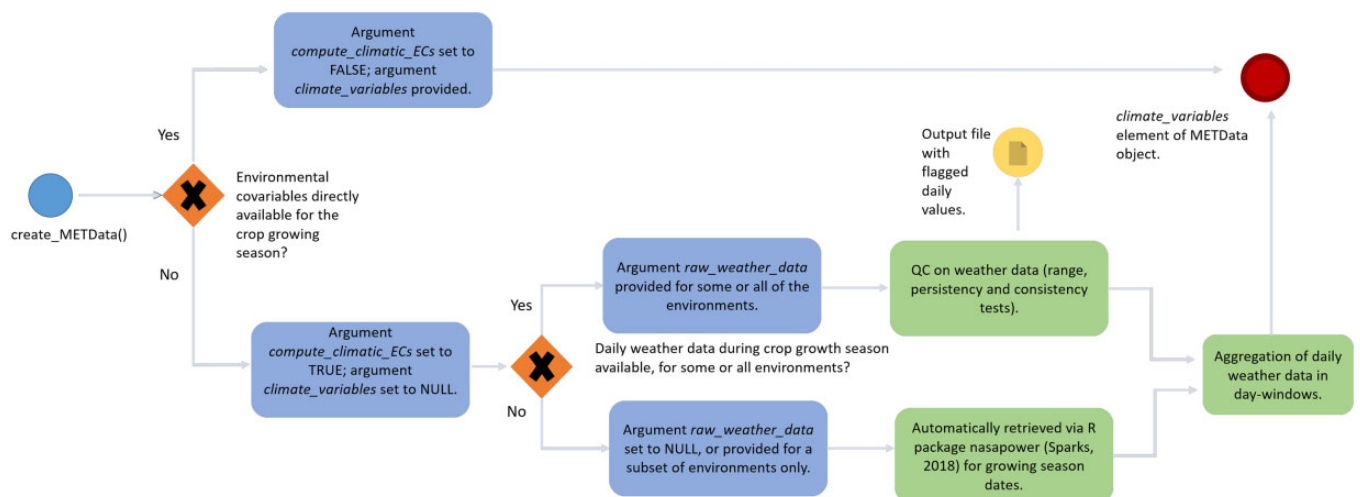 Argument
compute_climatic_ECs set to
FALSE; argument
climate_variables provided.
Yes
create_METData()
Environmental
covariables directly
available for the
crop growing
season?
No
Output file
with
flagged
daily
values.
climate_variables
element of METData
object.
Argument
compute_climatic_ECs set to
TRUE; argument
climate_variables set to NULL.
Yes
Argument raw_weather_data
provided for some or all of the
environments.
QC on weather data (range,
persistency and consistency
tests).
Daily weather data during crop growth season
available, for some or all environments?
No
Argument raw_weather_data
set to NULL, or provided for a
subset of environments only.
Automatically retrieved via R
package nasapower (Sparks,
2018) for growing season
dates.
Aggregation of daily
weather data in
day-windows.